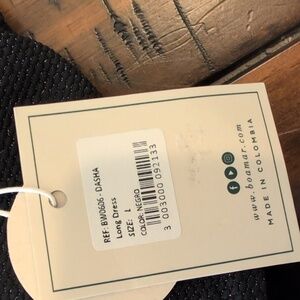 REF: BW0606 - DASHA
Long Dress
SIZE: L
COLOR: NEGRO
3 003000 092133
www.boamar.com
MADE IN COLOMBIA